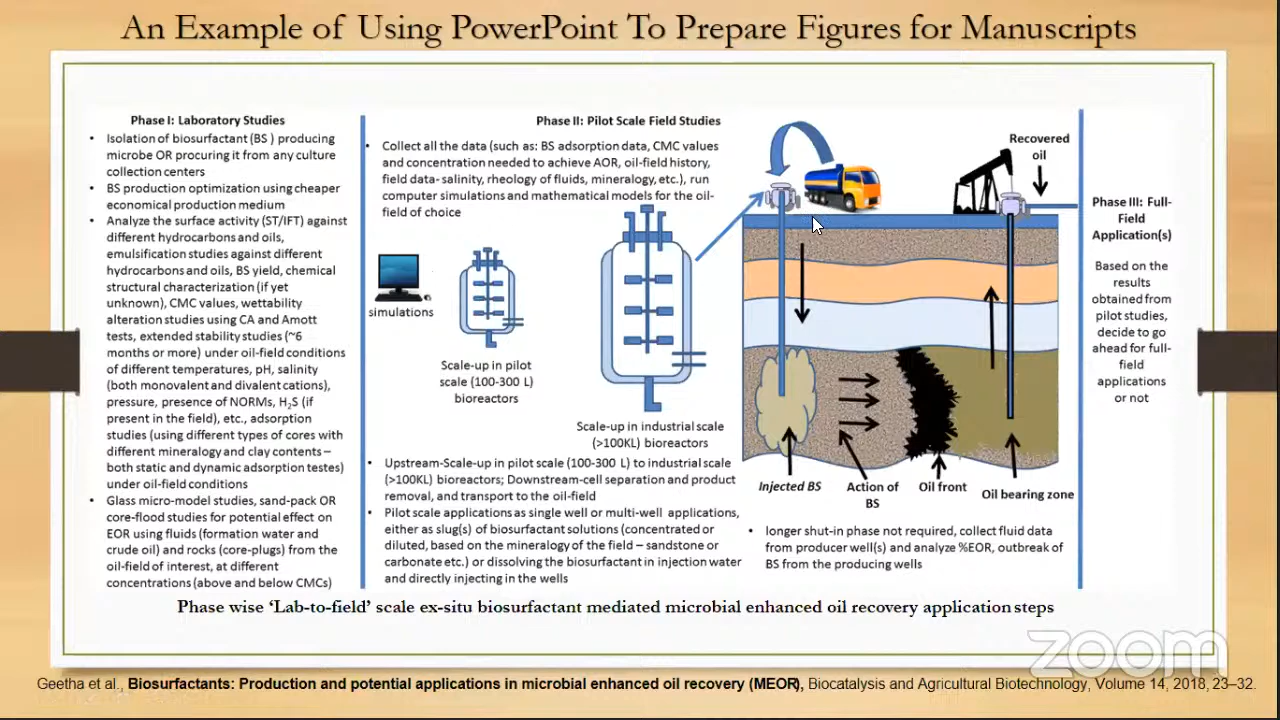 An Example of Using PowerPoint To Prepare Figures for Manuscripts
Phase I: Laboratory Studies
• Isolation of biosurfactant (BS ) producing
microbe OR procuring it from any culture
collection centers
• BS production optimization using cheaper
economical production medium
• Analyze the surface activity (ST/IFT) against
different hydrocarbons and oils,
emulsification studies against different
hydrocarbons and oils, BS yield, chemical
structural characterization (if yet
unknown), CMC values, wettability
alteration studies using CA and Amott
tests, extended stability studies (~6
months or more) under oil-field conditions
of different temperatures, pH, salinity
(both monovalent and divalent cations),
pressure, presence of NORMs, H₂S (if
present in the field), etc., adsorption
studies (using different types of cores with
different mineralogy and clay contents –
both static and dynamic adsorption testes)
under oil-field conditions
• Glass micro-model studies, sand-pack OR
core-flood studies for potential effect on
EOR using fluids (formation water and
crude oil) and rocks (core-plugs) from the
oil-field of interest, at different
concentrations (above and below CMCs)
Phase II: Pilot Scale Field Studies
• Collect all the data (such as: BS adsorption data, CMC values
and concentration needed to achieve AOR, oil-field history,
field data- salinity, rheology of fluids, mineralogy, etc.), run
computer simulations and mathematical models for the oil-
field of choice
simulations
Scale-up in pilot
scale (100-300 L)
bioreactors
Scale-up in industrial scale
(>100KL) bioreactors
• Upstream-Scale-up in pilot scale (100-300 L) to industrial scale
(>100KL) bioreactors; Downstream-cell separation and product
removal, and transport to the oil-field
• Pilot scale applications as single well or multi-well applications,
either as slug(s) of biosurfactant solutions (concentrated or
diluted, based on the mineralogy of the field – sandstone or
carbonate etc.) or dissolving the biosurfactant in injection water
and directly injecting in the wells
Recovered
oil
Injected BS
Action of
BS
Oil front
Oil bearing zone
• longer shut-in phase not required, collect fluid data
from producer well(s) and analyze %EOR, outbreak of
BS from the producing wells
Phase III: Full-
Field
Application(s)
Based on the
results
obtained from
pilot studies,
decide to go
ahead for full-
field
applications
or not
Phase wise ‘Lab-to-field’ scale ex-situ biosurfactant mediated microbial enhanced oil recovery application steps
zoom
Geetha et al., Biosurfactants: Production and potential applications in microbial enhanced oil recovery (MEOR), Biocatalysis and Agricultural Biotechnology, Volume 14, 2018, 23–32.